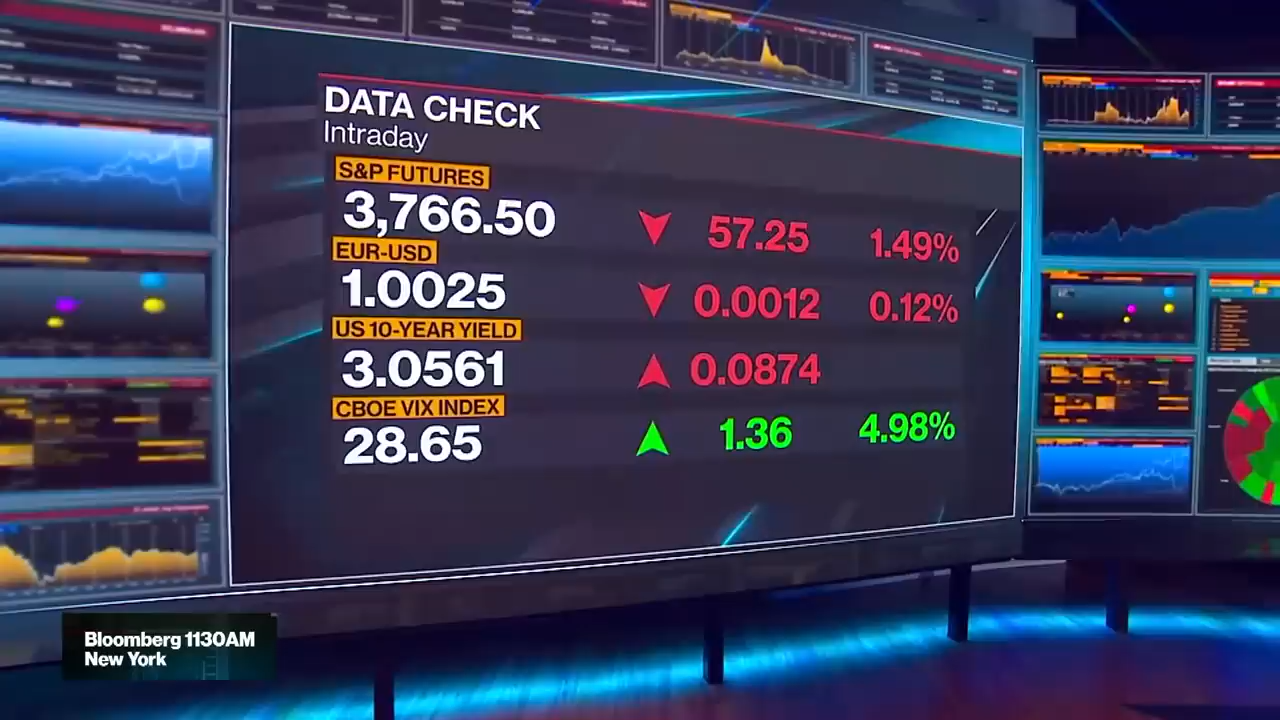 DATA CHECK
Intraday
S&P FUTURES
3,766.50 57.25 1.49%
EUR-USD
1.0025 0.0012 0.12%
US 10-YEAR YIELD
3.0561 0.0874
CBOE VIX INDEX
28.65 1.36 4.98%
Bloomberg 1130AM
New York